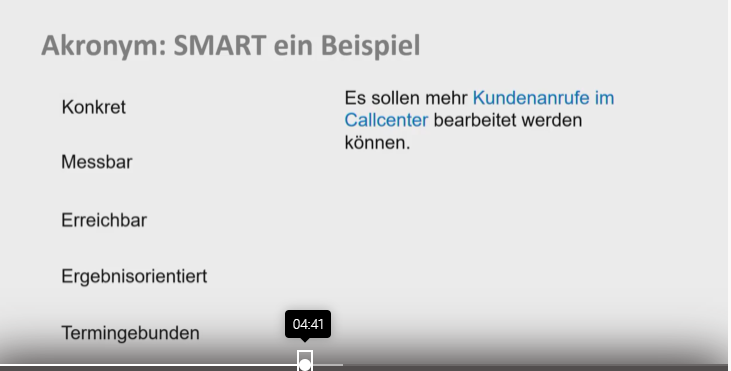 Akronym: SMART ein Beispiel
Konkret
Es sollen mehr Kundenanrufe im
Callcenter bearbeitet werden
können.
Messbar
Erreichbar
Ergebnisorientiert
Termingebunden
04:41